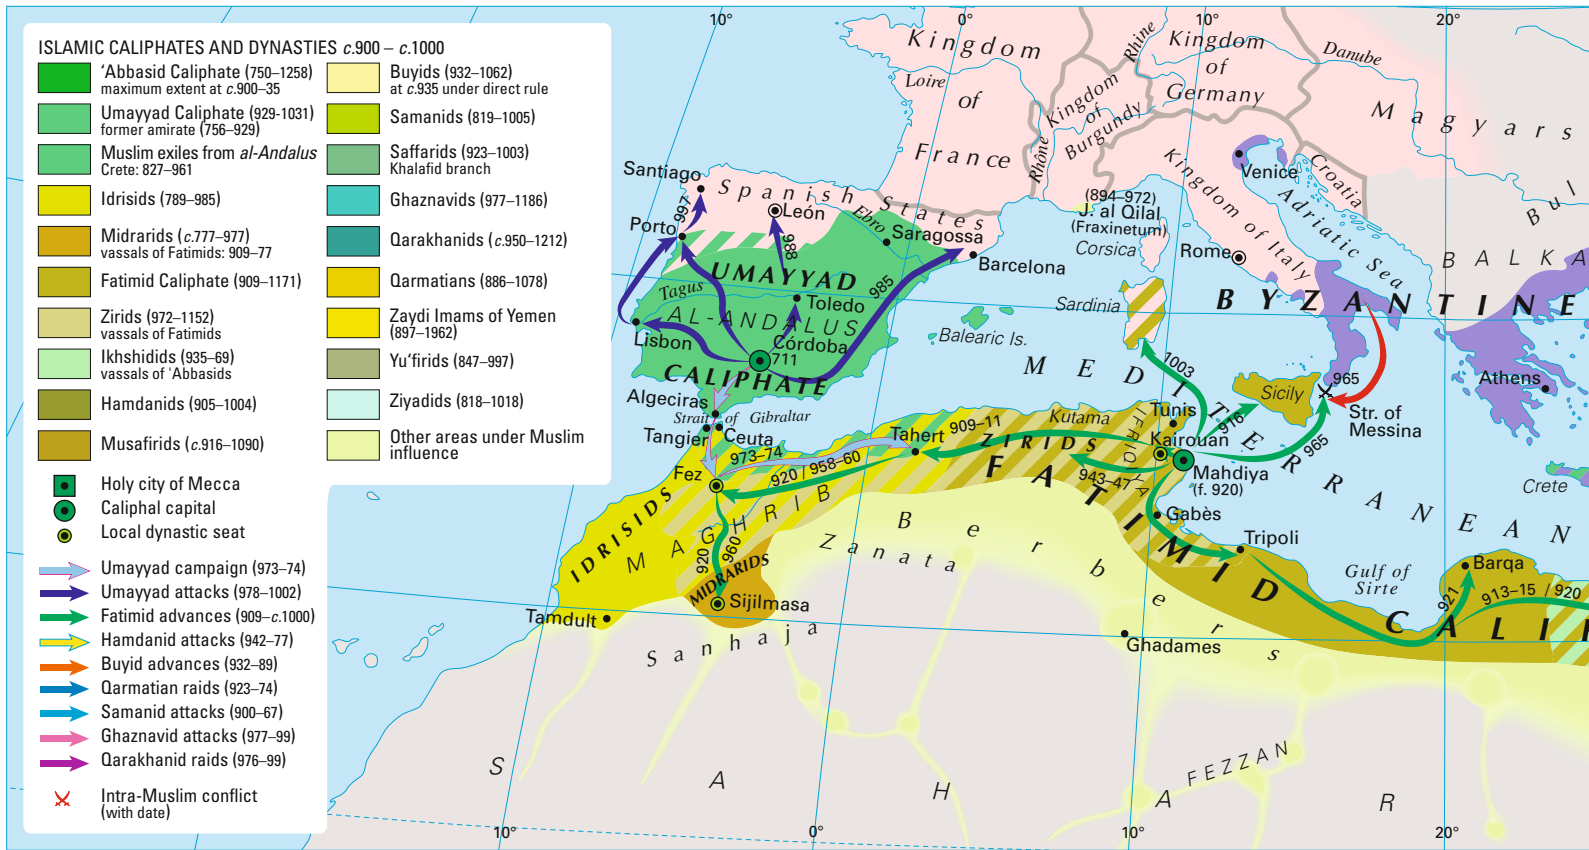 ISLAMIC CALIPHATES AND DYNASTIES c.900 – c.1000
'Abbasid Caliphate (750–1258)
maximum extent at c.900–35
Umayyad Caliphate (929-1031)
former amirate (756–929)
Muslim exiles from al-Andalus
Crete: 827–961
Idrisids (789–985)
Midrarids (c.777–977)
vassals of Fatimids: 909–77
Fatimid Caliphate (909–1171)
Zirids (972–1152)
vassals of Fatimids
Ikhshidids (935–69)
vassals of 'Abbasids
Hamdanids (905–1004)
Musafirids (c.916–1090)
Buyids (932–1062)
at c.935 under direct rule
Samanids (819–1005)
Saffarids (923–1003)
Khalafid branch
Ghaznavids (977–1186)
Qarakhanids (c.950–1212)
Qarmatians (886–1078)
Zaydi Imams of Yemen
(897–1962)
Yu'firids (847–997)
Ziyadids (818–1018)
Other areas under Muslim
influence
Holy city of Mecca
Caliphal capital
Local dynastic seat
Umayyad campaign (973–74)
Umayyad attacks (978–1002)
Fatimid advances (909–c.1000)
Hamdanid attacks (942–77)
Buyid advances (932–89)
Qarmatian raids (923–74)
Samanid attacks (900–67)
Ghaznavid attacks (977–99)
Qarakhanid raids (976–99)
Intra-Muslim conflict
(with date)
10°
0°
10°
20°
Kingdom
of
France
Loire
Rhine
Kingdom
of
Germany
Danube
Kingdom
of
Burgundy
Rhône
Magyars
Kingdom of Italy
Venice
Croatia
Adriatic Sea
Bul
BALKA
Santiago
Spanish States
León
Porto
997
988
Ebro
Saragossa
Barcelona
985
(894–972)
J. al Qilal
(Fraxinetum)
Corsica
Rome
Sardinia
BYZANTINE
UMAYYAD
CALIPHATE
Tagus
Toledo
AL-ANDALUS
Lisbon
Córdoba
711
Balearic Is.
MEDITERRANEAN
Algeciras
Strait of Gibraltar
Tangier
Ceuta
Athens
Sicily
965
Str. of
Messina
1003
916
965
Crete
Kutama
Tunis
IFRIQIYA
Kairouan
Mahdiya
(f. 920)
Tahert
909–11
ZIRIDS
943–47
973–74
920 / 958–60
Fez
IDRISIDS
MAGHRIB
FATIMID CALI
Gabès
Tripoli
Gulf of
Sirte
Barqa
921
913–15 / 920
920
960
MIDRARIDS
Sijilmasa
Tamdult
Berbers
Zanata
Sanhaja
Ghadames
FEZZAN
SAHAR
10°
0°
10°
20°